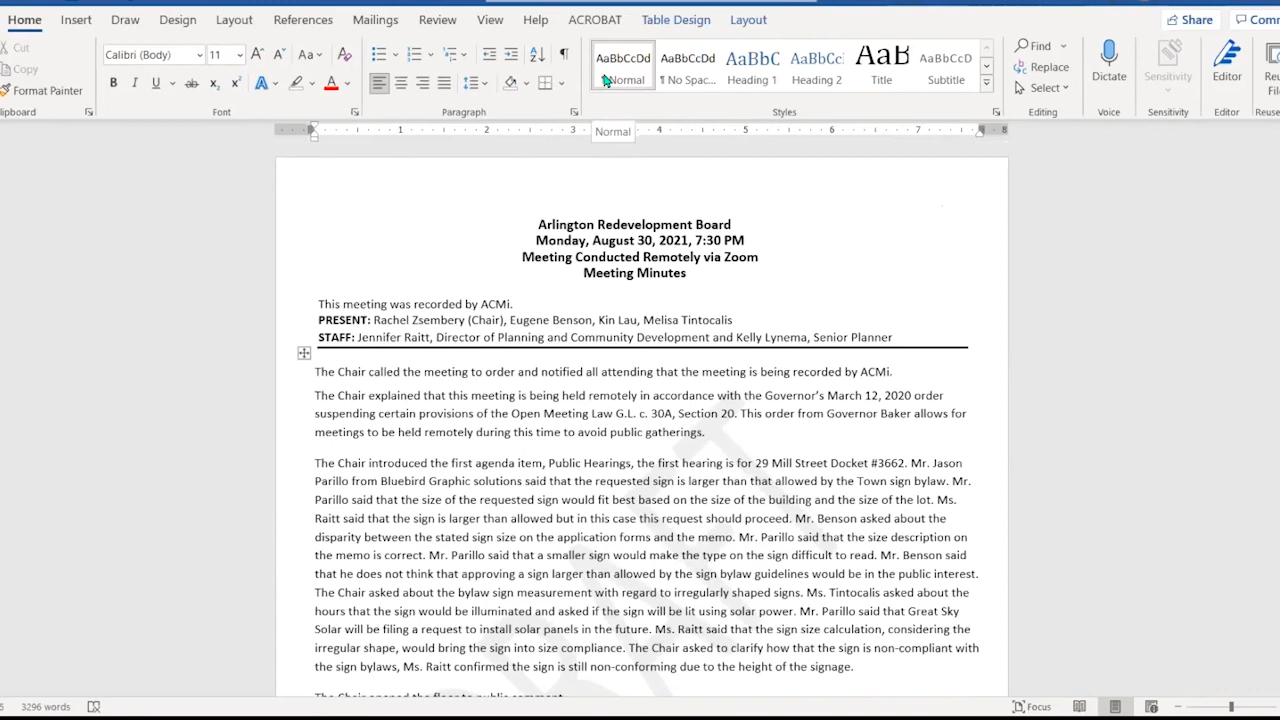 Home Insert Draw Design Layout References Mailings Review View Help ACROBAT Table Design Layout Share
Cut
Copy
Format Painter
Calibri (Body) 11
Aa
B I U ab x₂ x² A A
AaBbCcDd AaBbCcDd AaBbC AaBbCc AaB AaBbCcD
Normal ¶ No Spac... Heading 1 Heading 2 Title Subtitle
Find
Replace
Select
Dictate Sensitivity Editor
Font Paragraph Styles Editing Voice Sensitivity Editor
1 2 3 4 5 6 7 8
Normal
Arlington Redevelopment Board
Monday, August 30, 2021, 7:30 PM
Meeting Conducted Remotely via Zoom
Meeting Minutes
This meeting was recorded by ACMi.
PRESENT: Rachel Zsembery (Chair), Eugene Benson, Kin Lau, Melisa Tintocalis
STAFF: Jennifer Raitt, Director of Planning and Community Development and Kelly Lynema, Senior Planner
The Chair called the meeting to order and notified all attending that the meeting is being recorded by ACMi.
The Chair explained that this meeting is being held remotely in accordance with the Governor's March 12, 2020 order
suspending certain provisions of the Open Meeting Law G.L. c. 30A, Section 20. This order from Governor Baker allows for
meetings to be held remotely during this time to avoid public gatherings.
The Chair introduced the first agenda item, Public Hearings, the first hearing is for 29 Mill Street Docket #3662. Mr. Jason
Parillo from Bluebird Graphic solutions said that the requested sign is larger than that allowed by the Town sign bylaw. Mr.
Parillo said that the size of the requested sign would fit best based on the size of the building and the size of the lot. Ms.
Raitt said that the sign is larger than allowed but in this case this request should proceed. Mr. Benson asked about the
disparity between the stated sign size on the application forms and the memo. Mr. Parillo said that the size description on
the memo is correct. Mr. Parillo said that a smaller sign would make the type on the sign difficult to read. Mr. Benson said
that he does not think that approving a sign larger than allowed by the sign bylaw guidelines would be in the public interest.
The Chair asked about the bylaw sign measurement with regard to irregularly shaped signs. Ms. Tintocalis asked about the
hours that the sign would be illuminated and asked if the sign will be lit using solar power. Mr. Parillo said that Great Sky
Solar will be filing a request to install solar panels in the future. Ms. Raitt said that the sign size calculation, considering the
irregular shape, would bring the sign into size compliance. The Chair asked to clarify how that the sign is non-compliant with
the sign bylaws, Ms. Raitt confirmed the sign is still non-conforming due to the height of the signage.
The Chair opened the floor to public comment.
3296 words
Focus